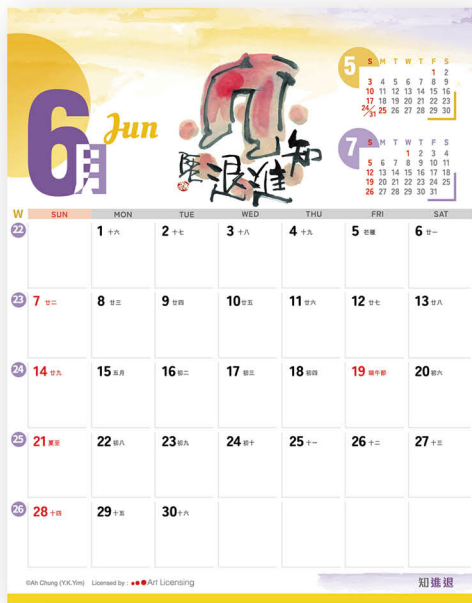 6月 Jun
知進退
5
S M T W T F S
1 2
3 4 5 6 7 8 9
10 11 12 13 14 15 16
17 18 19 20 21 22 23
24/31 25 26 27 28 29 30
7
S M T W T F S
1 2 3 4
5 6 7 8 9 10 11
12 13 14 15 16 17 18
19 20 21 22 23 24 25
26 27 28 29 30 31
W SUN MON TUE WED THU FRI SAT
22 1 十六 2 十七 3 十八 4 十九 5 芒種 6 廿一
23 7 廿二 8 廿三 9 廿四 10 廿五 11 廿六 12 廿七 13 廿八
24 14 廿九 15 五月 16 初二 17 初三 18 初四 19 端午節 20 初六
25 21 夏至 22 初八 23 初九 24 初十 25 十一 26 十二 27 十三
26 28 十四 29 十五 30 十六
©Ah Chung (Y.K.Yim) Licensed by : Art Licensing
知進退